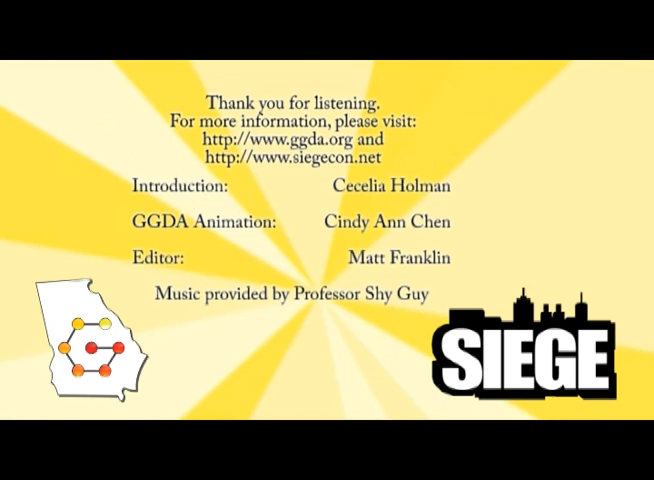 Thank you for listening.
For more information, please visit:
http://www.ggda.org and
http://www.siegecon.net
Introduction: Cecelia Holman
GGDA Animation: Cindy Ann Chen
Editor: Matt Franklin
Music provided by Professor Shy Guy
SIEGE